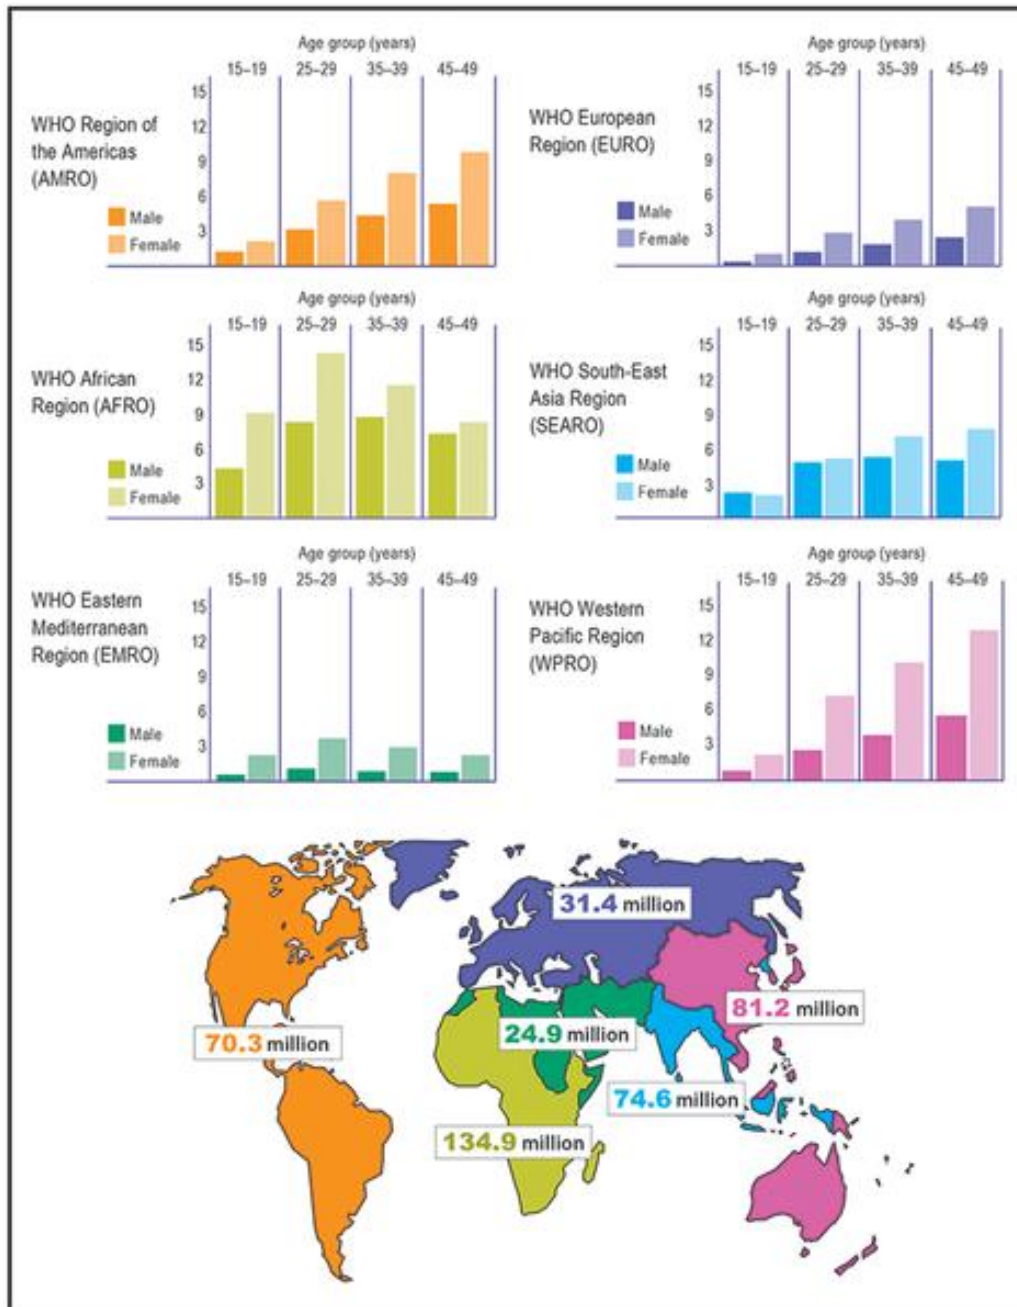 Age group (years)
15–19 25–29 35–39 45–49
15
12
9
6
3
WHO Region of
the Americas
(AMRO)
Male
Female
Age group (years)
15–19 25–29 35–39 45–49
15
12
9
6
3
WHO European
Region (EURO)
Male
Female
Age group (years)
15–19 25–29 35–39 45–49
15
12
9
6
3
WHO African
Region (AFRO)
Male
Female
Age group (years)
15–19 25–29 35–39 45–49
15
12
9
6
3
WHO South-East
Asia Region
(SEARO)
Male
Female
Age group (years)
15–19 25–29 35–39 45–49
15
12
9
6
3
WHO Eastern
Mediterranean
Region (EMRO)
Male
Female
Age group (years)
15–19 25–29 35–39 45–49
15
12
9
6
3
WHO Western
Pacific Region
(WPRO)
Male
Female
31.4 million
81.2 million
70.3 million
24.9 million
74.6 million
134.9 million